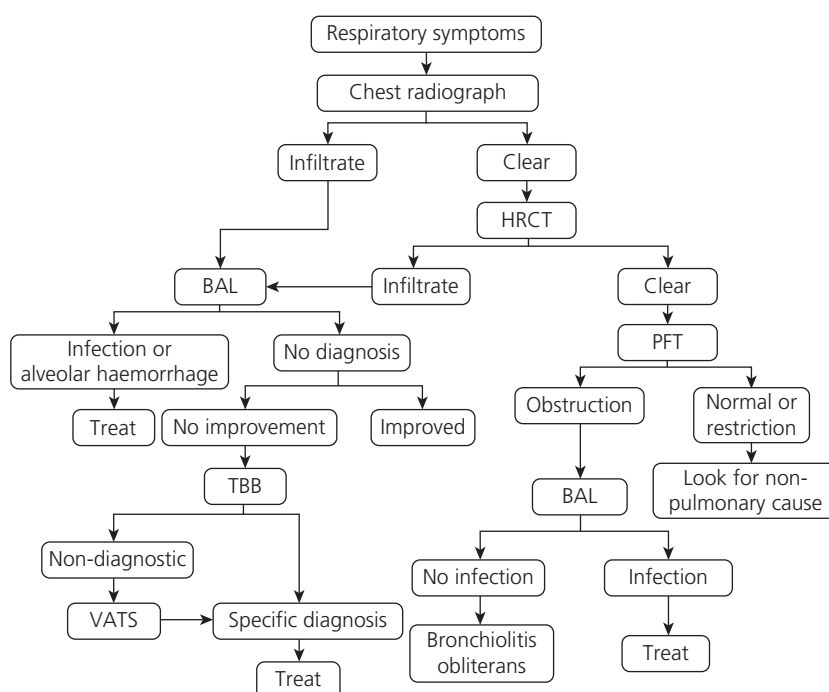 Respiratory symptoms
Chest radiograph
Infiltrate
Clear
HRCT
BAL
Infiltrate
Clear
Infection or
alveolar haemorrhage
No diagnosis
PFT
Treat
No improvement
Improved
Obstruction
Normal or
restriction
TBB
BAL
Look for non-
pulmonary cause
Non-diagnostic
No infection
Infection
VATS
Specific diagnosis
Bronchiolitis
obliterans
Treat
Treat